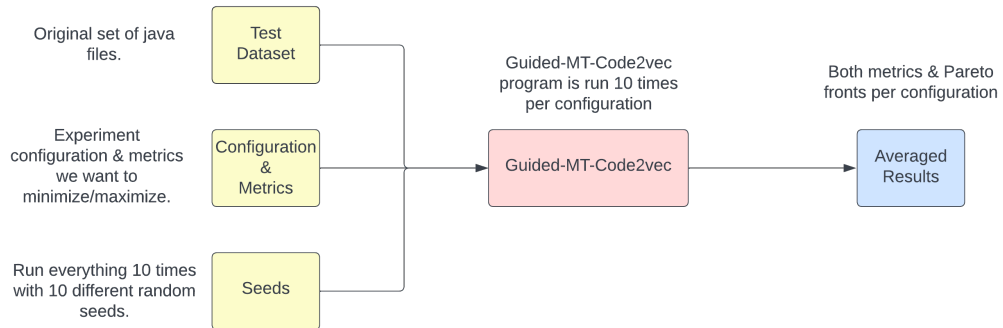 Original set of java
files.
Test
Dataset
Experiment
configuration & metrics
we want to
minimize/maximize.
Configuration
&
Metrics
Run everything 10 times
with 10 different random
seeds.
Seeds
Guided-MT-Code2vec
program is run 10 times
per configuration
Guided-MT-Code2vec
Both metrics & Pareto
fronts per configuration
Averaged
Results